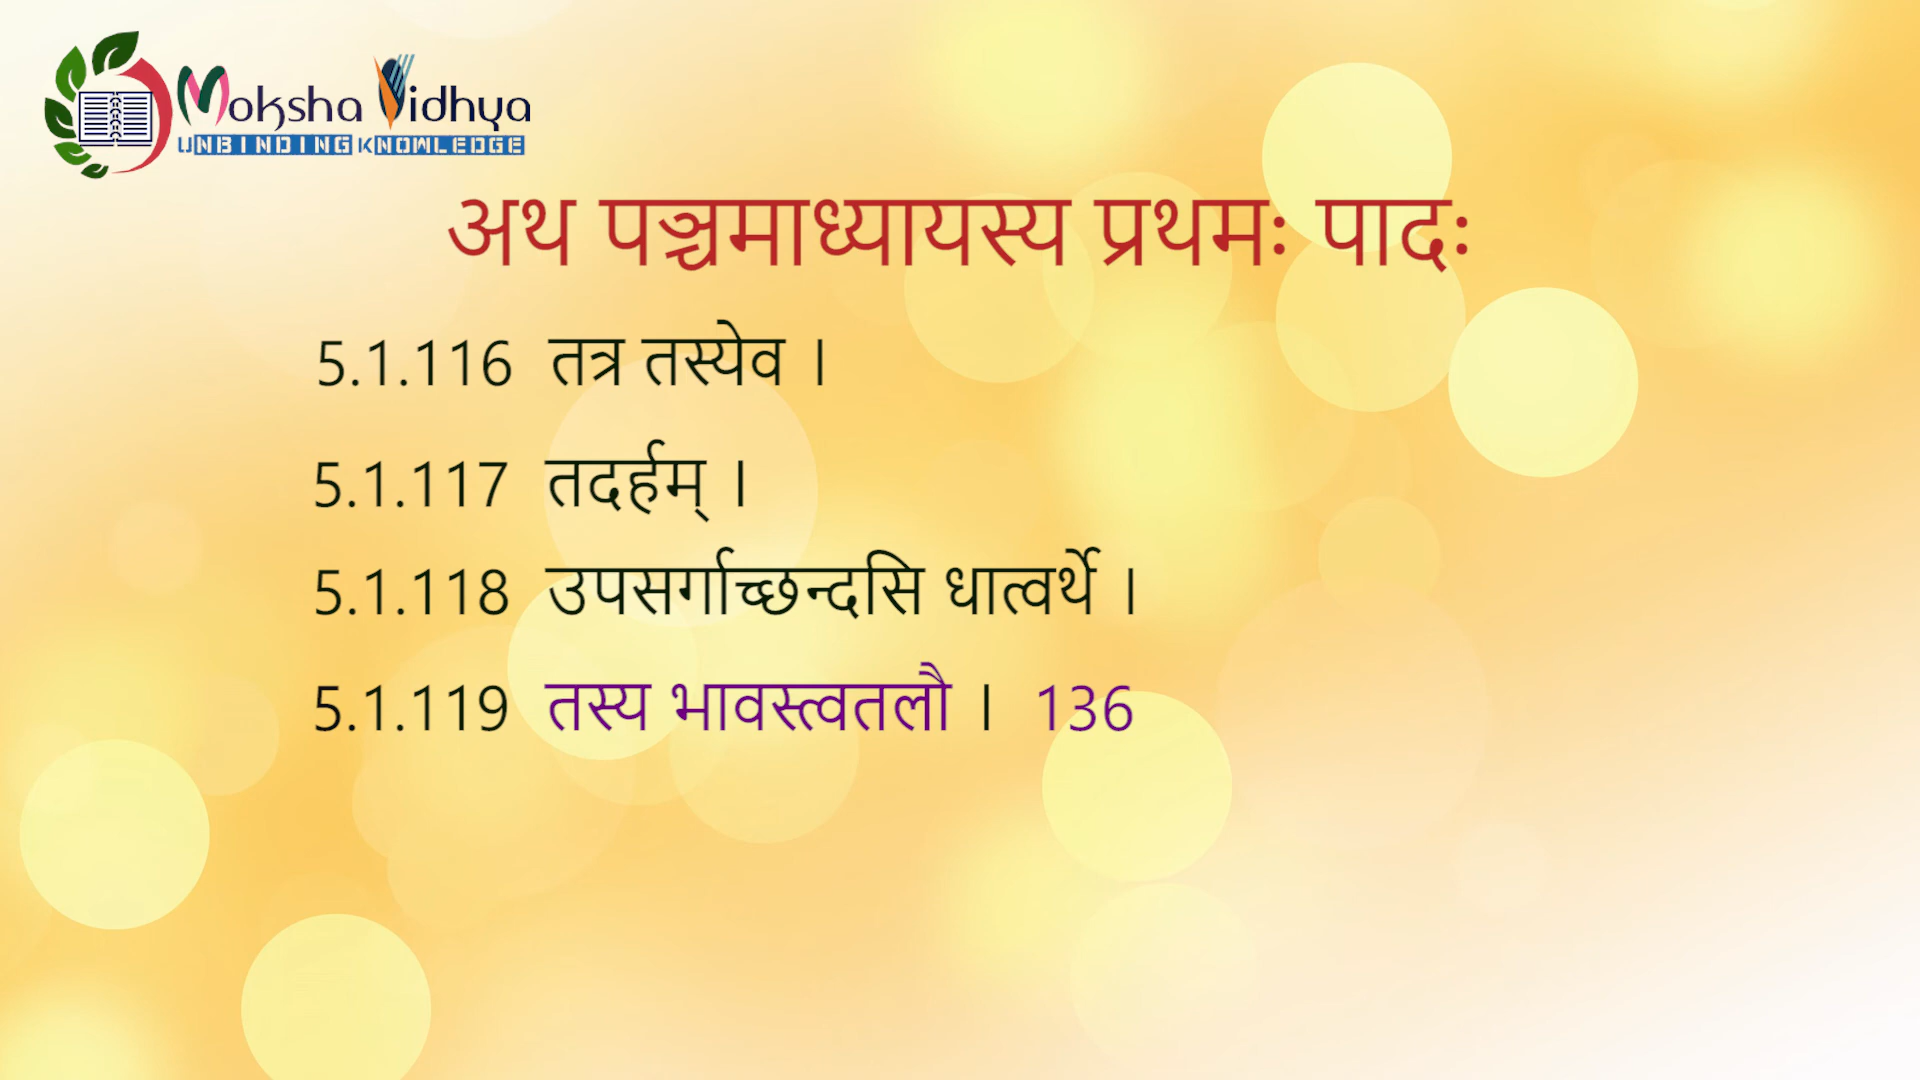 Moksha Vidhya
UNBINDING KNOWLEDGE
अथ पञ्चमाध्यायस्य प्रथमः पादः
5.1.116 तत्र तस्येव ।
5.1.117 तदर्हम् ।
5.1.118 उपसर्गाच्छन्दसि धात्वर्थे ।
5.1.119 तस्य भावस्त्वतलौ । 136